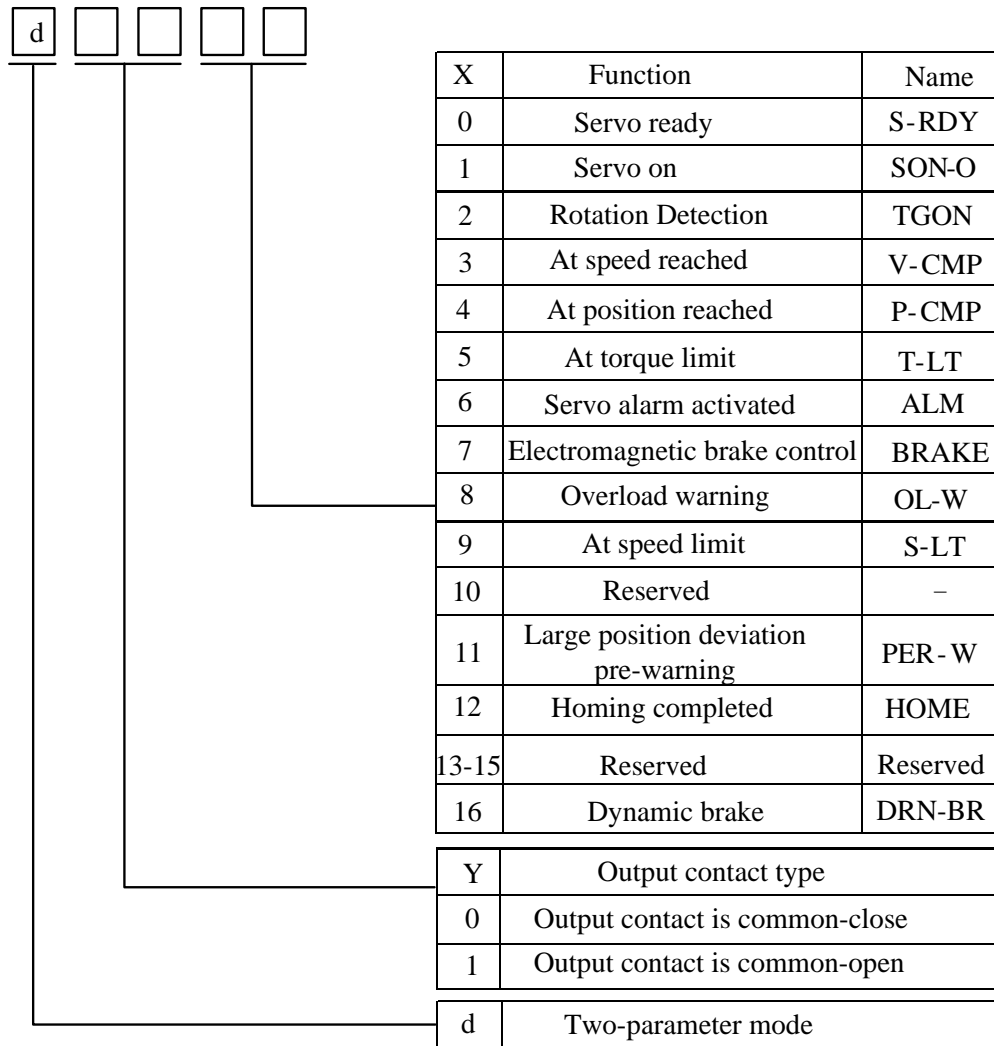 d
X Function Name
0 Servo ready S-RDY
1 Servo on SON-O
2 Rotation Detection TGON
3 At speed reached V-CMP
4 At position reached P-CMP
5 At torque limit T-LT
6 Servo alarm activated ALM
7 Electromagnetic brake control BRAKE
8 Overload warning OL-W
9 At speed limit S-LT
10 Reserved –
11 Large position deviation
pre-warning PER-W
12 Homing completed HOME
13-15 Reserved Reserved
16 Dynamic brake DRN-BR
Y Output contact type
0 Output contact is common-close
1 Output contact is common-open
d Two-parameter mode